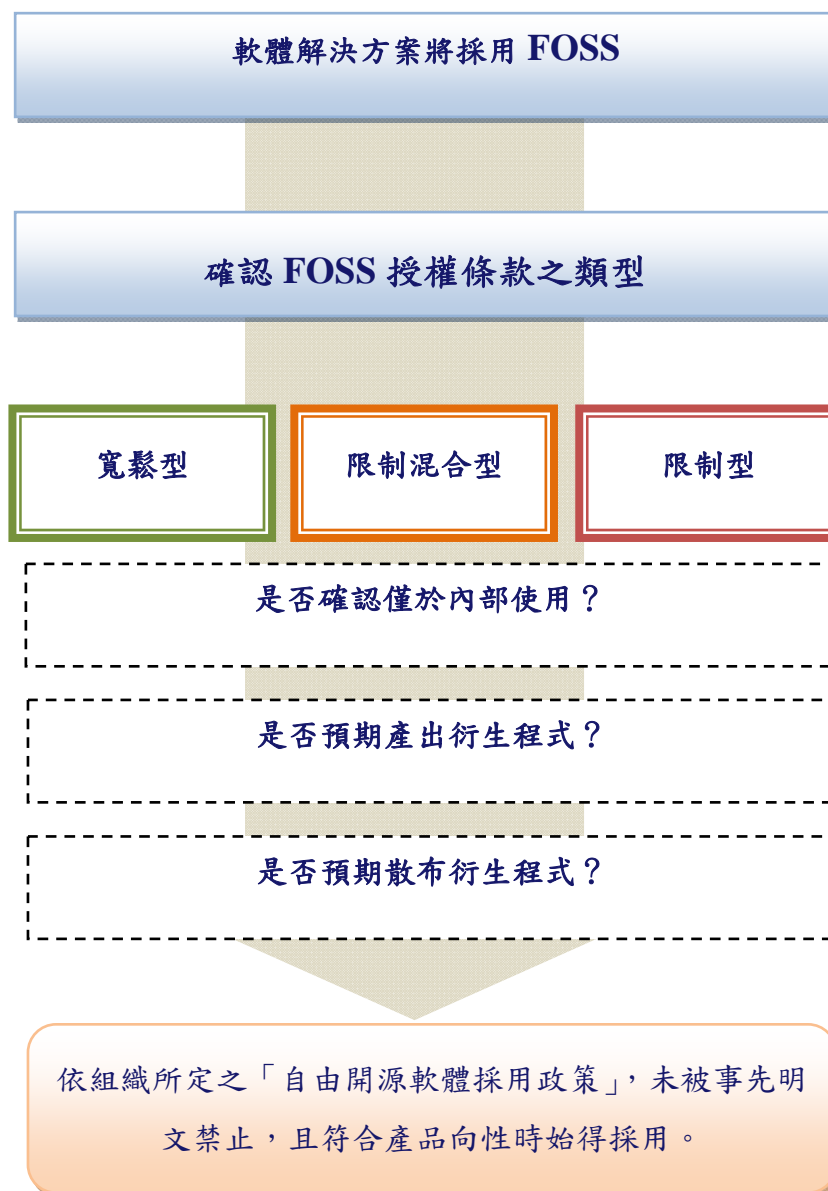 軟體解決方案將採用 FOSS
確認 FOSS 授權條款之類型
寬鬆型
限制混合型
限制型
是否確認僅於內部使用？
是否預期產出衍生程式？
是否預期散布衍生程式？
依組織所定之「自由開源軟體採用政策」，未被事先明
文禁止，且符合產品向性時始得採用。